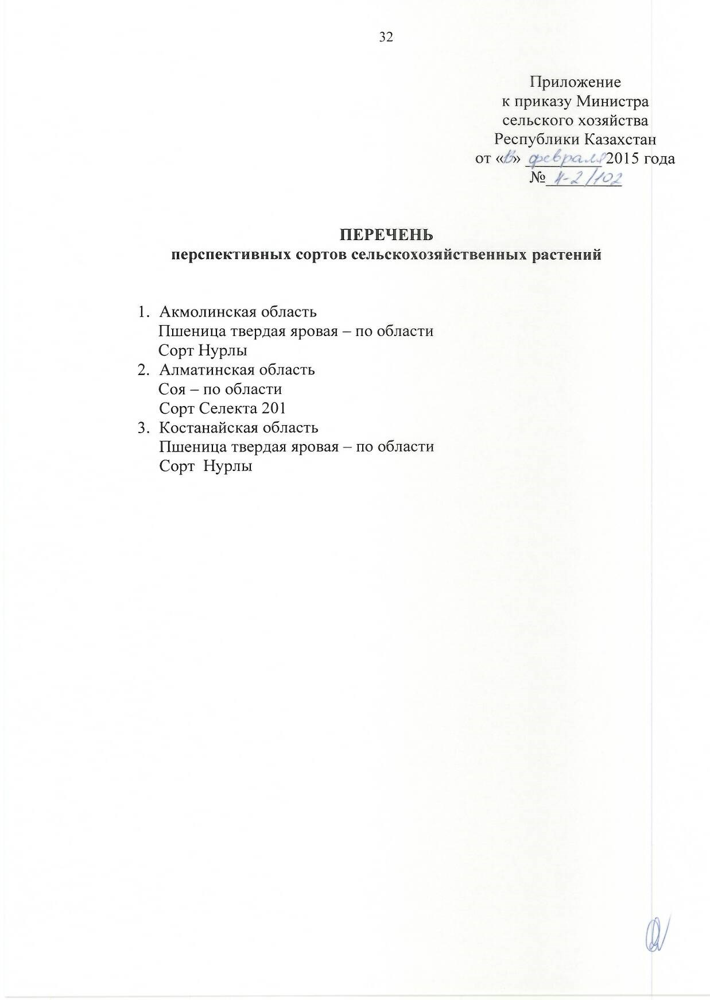 32
Приложение
к приказу Министра
сельского хозяйства
Республики Казахстан
от «13» февраля 2015 года
№ 4-2/102
ПЕРЕЧЕНЬ
перспективных сортов сельскохозяйственных растений
1. Акмолинская область
Пшеница твердая яровая – по области
Сорт Нурлы
2. Алматинская область
Соя – по области
Сорт Селекта 201
3. Костанайская область
Пшеница твердая яровая – по области
Сорт Нурлы